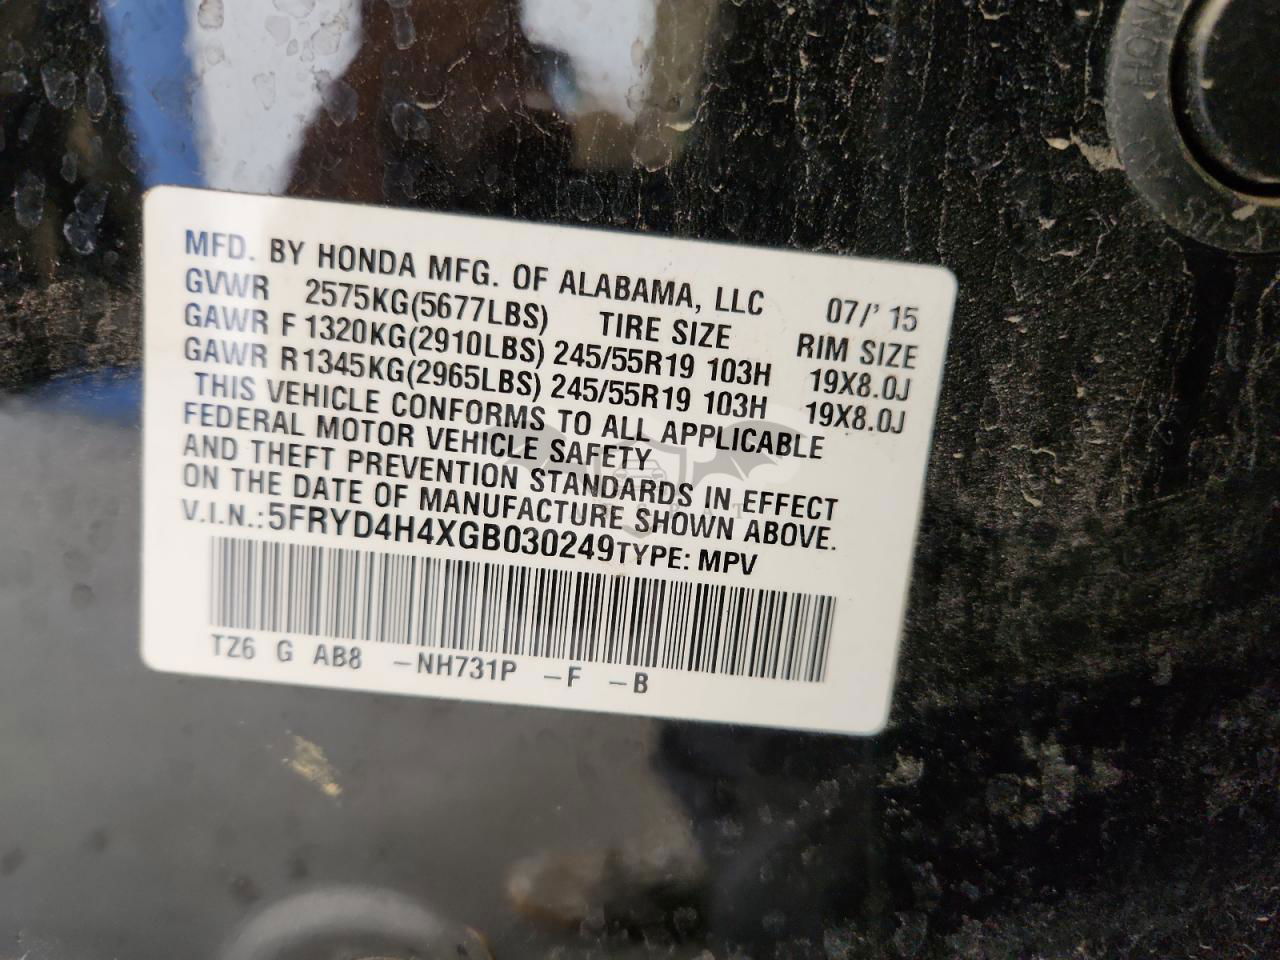 MFD. BY HONDA MFG. OF ALABAMA, LLC 07/'15
GVWR 2575KG(5677LBS) TIRE SIZE RIM SIZE
GAWR F 1320KG(2910LBS) 245/55R19 103H 19X8.0J
GAWR R 1345KG(2965LBS) 245/55R19 103H 19X8.0J
THIS VEHICLE CONFORMS TO ALL APPLICABLE
FEDERAL MOTOR VEHICLE SAFETY
AND THEFT PREVENTION STANDARDS IN EFFECT
ON THE DATE OF MANUFACTURE SHOWN ABOVE.
V.I.N.:5FRYD4H4XGB030249 TYPE: MPV
TZ6 G AB8 -NH731P -F -B